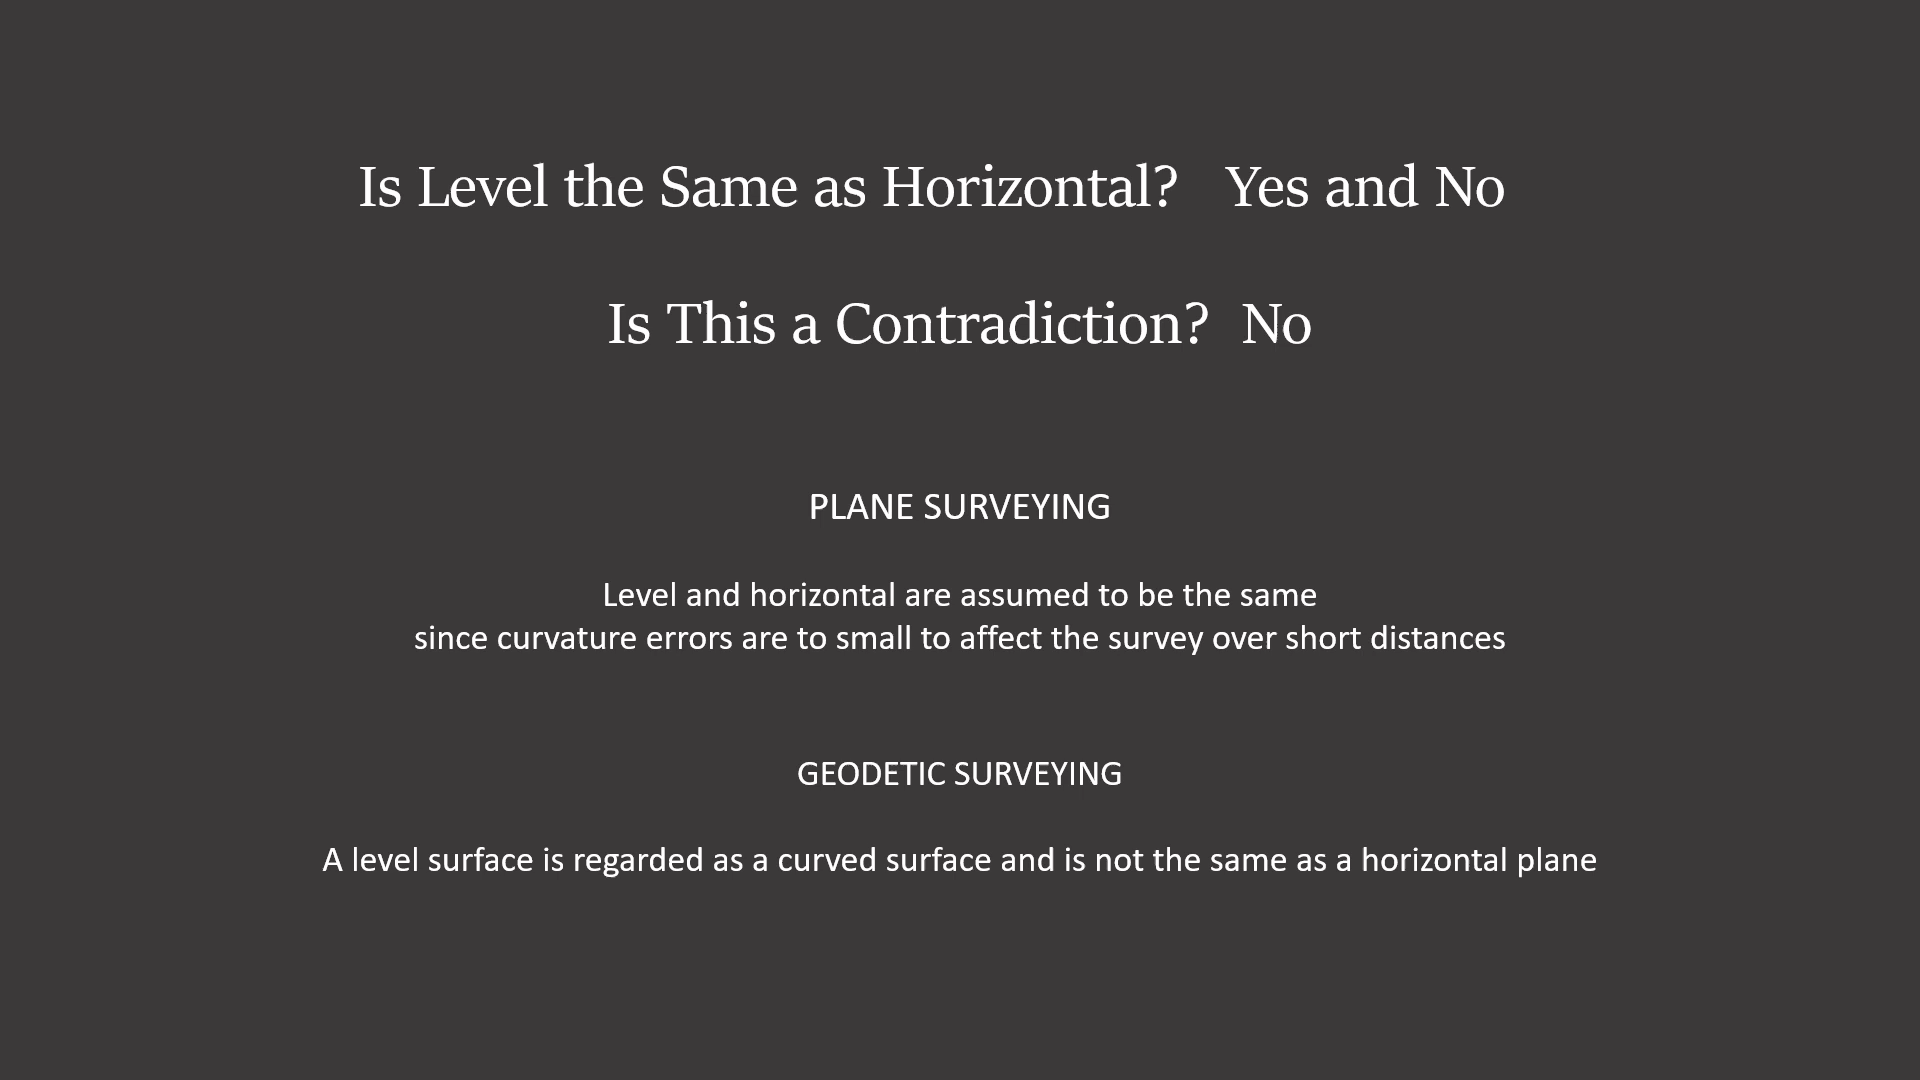 Is Level the Same as Horizontal? Yes and No
Is This a Contradiction? No
PLANE SURVEYING
Level and horizontal are assumed to be the same
since curvature errors are to small to affect the survey over short distances
GEODETIC SURVEYING
A level surface is regarded as a curved surface and is not the same as a horizontal plane